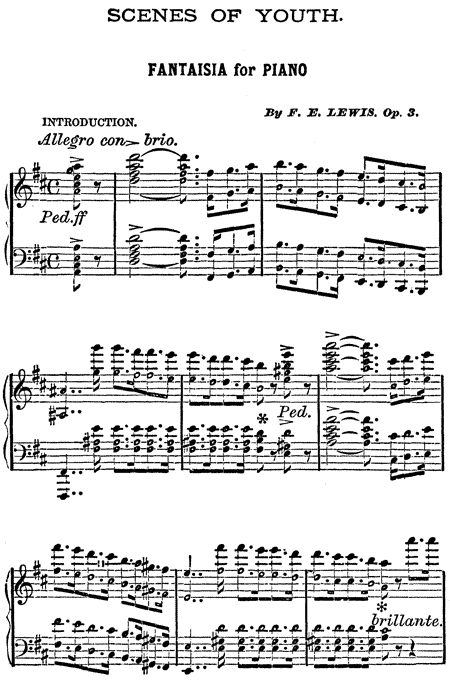 SCENES OF YOUTH.
FANTAISIA for PIANO
By F. E. LEWIS. Op. 3.
INTRODUCTION.
Allegro con brio.
Ped. ff
Ped.
brillante.